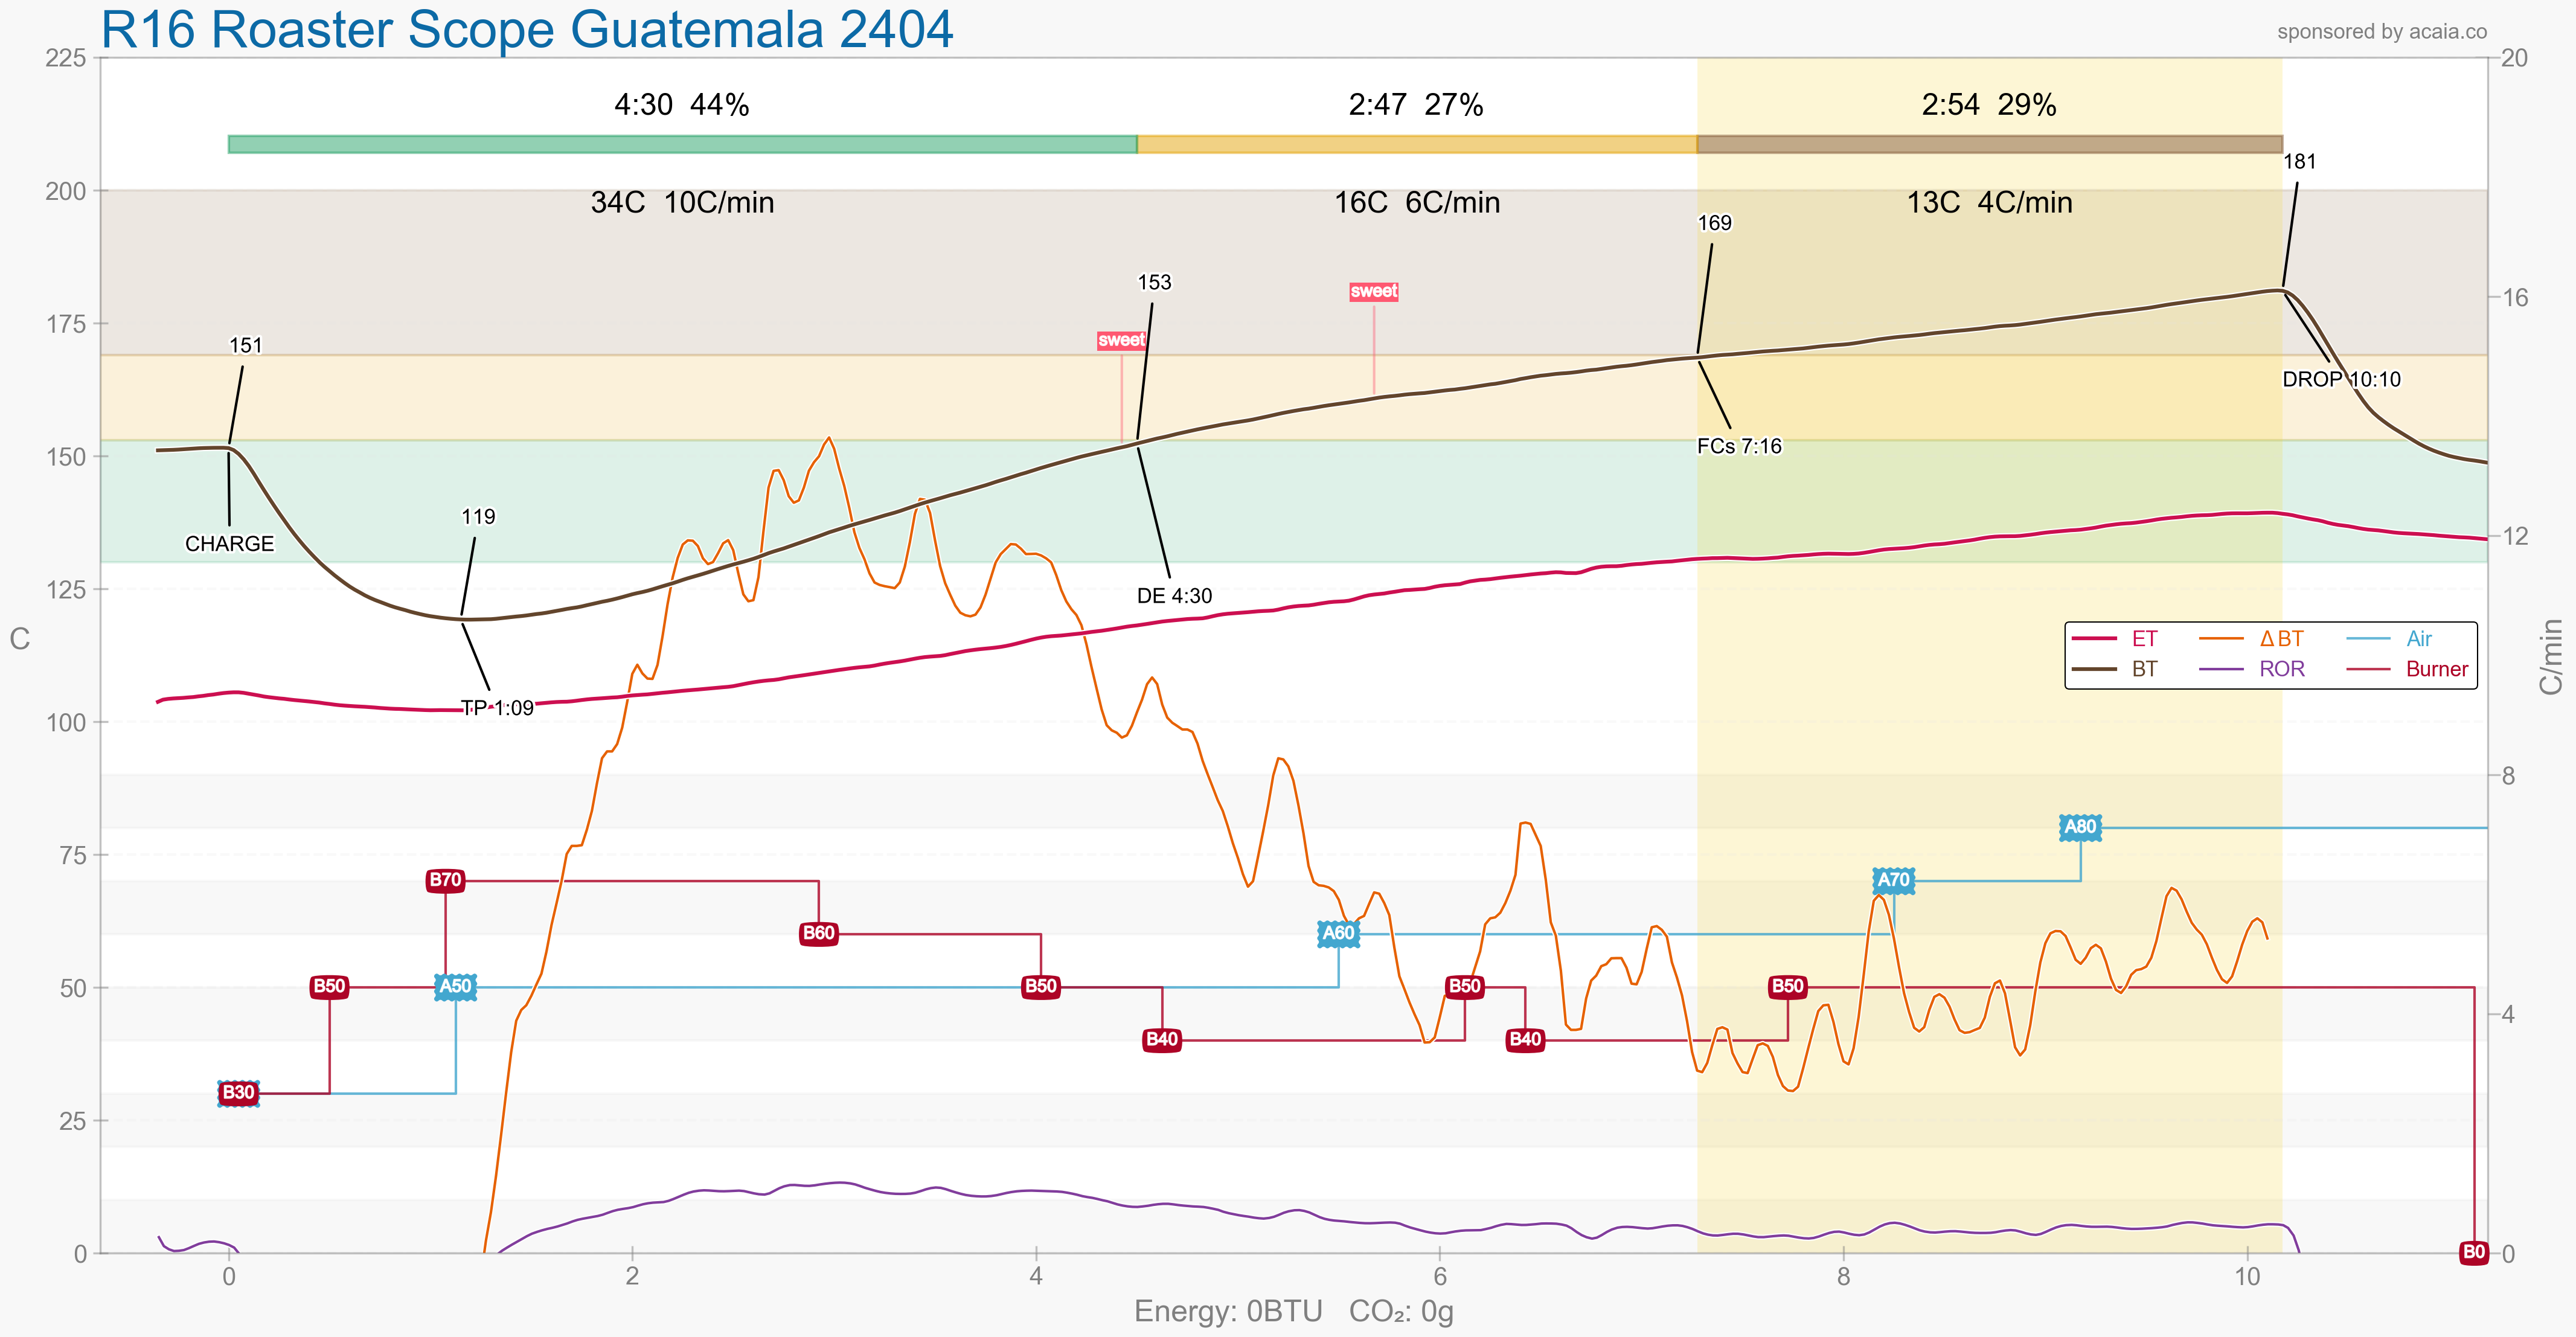 R16 Roaster Scope Guatemala 2404
sponsored by acaia.co
225
20
4:30 44%
2:47 27%
2:54 29%
181
200
34C 10C/min
16C 6C/min
13C 4C/min
169
153
sweet
16
175
sweet
151
DROP 10:10
FCs 7:16
150
119
CHARGE
12
125
DE 4:30
C
C/min
ET
Δ BT
Air
BT
ROR
Burner
TP 1:09
100
8
A80
75
B70
A70
B60
A60
50
B50
A50
B50
B50
B50
B40
B40
4
B30
25
0
B0
0
0
2
4
6
8
10
Energy: 0BTU CO₂: 0g